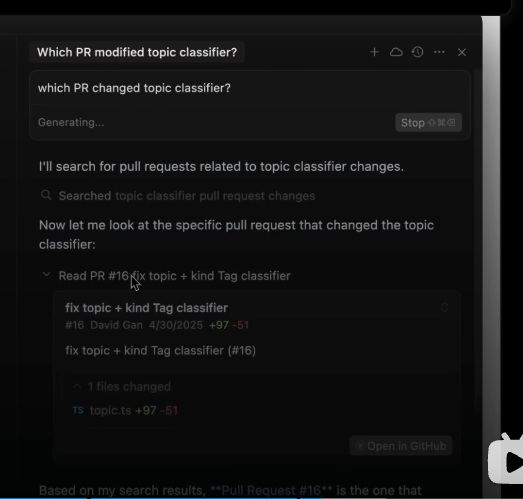 Which PR modified topic classifier?
which PR changed topic classifier?
Generating...
Stop ⇧⌘⌫
I'll search for pull requests related to topic classifier changes.
Searched topic classifier pull request changes
Now let me look at the specific pull request that changed the topic
classifier:
Read PR #16 fix topic + kind Tag classifier
fix topic + kind Tag classifier
#16 David Gan 4/30/2025 +97 -51
fix topic + kind Tag classifier (#16)
1 files changed
TS topic.ts +97 -51
Open in GitHub
Based on my search results, **Pull Request #16** is the one that